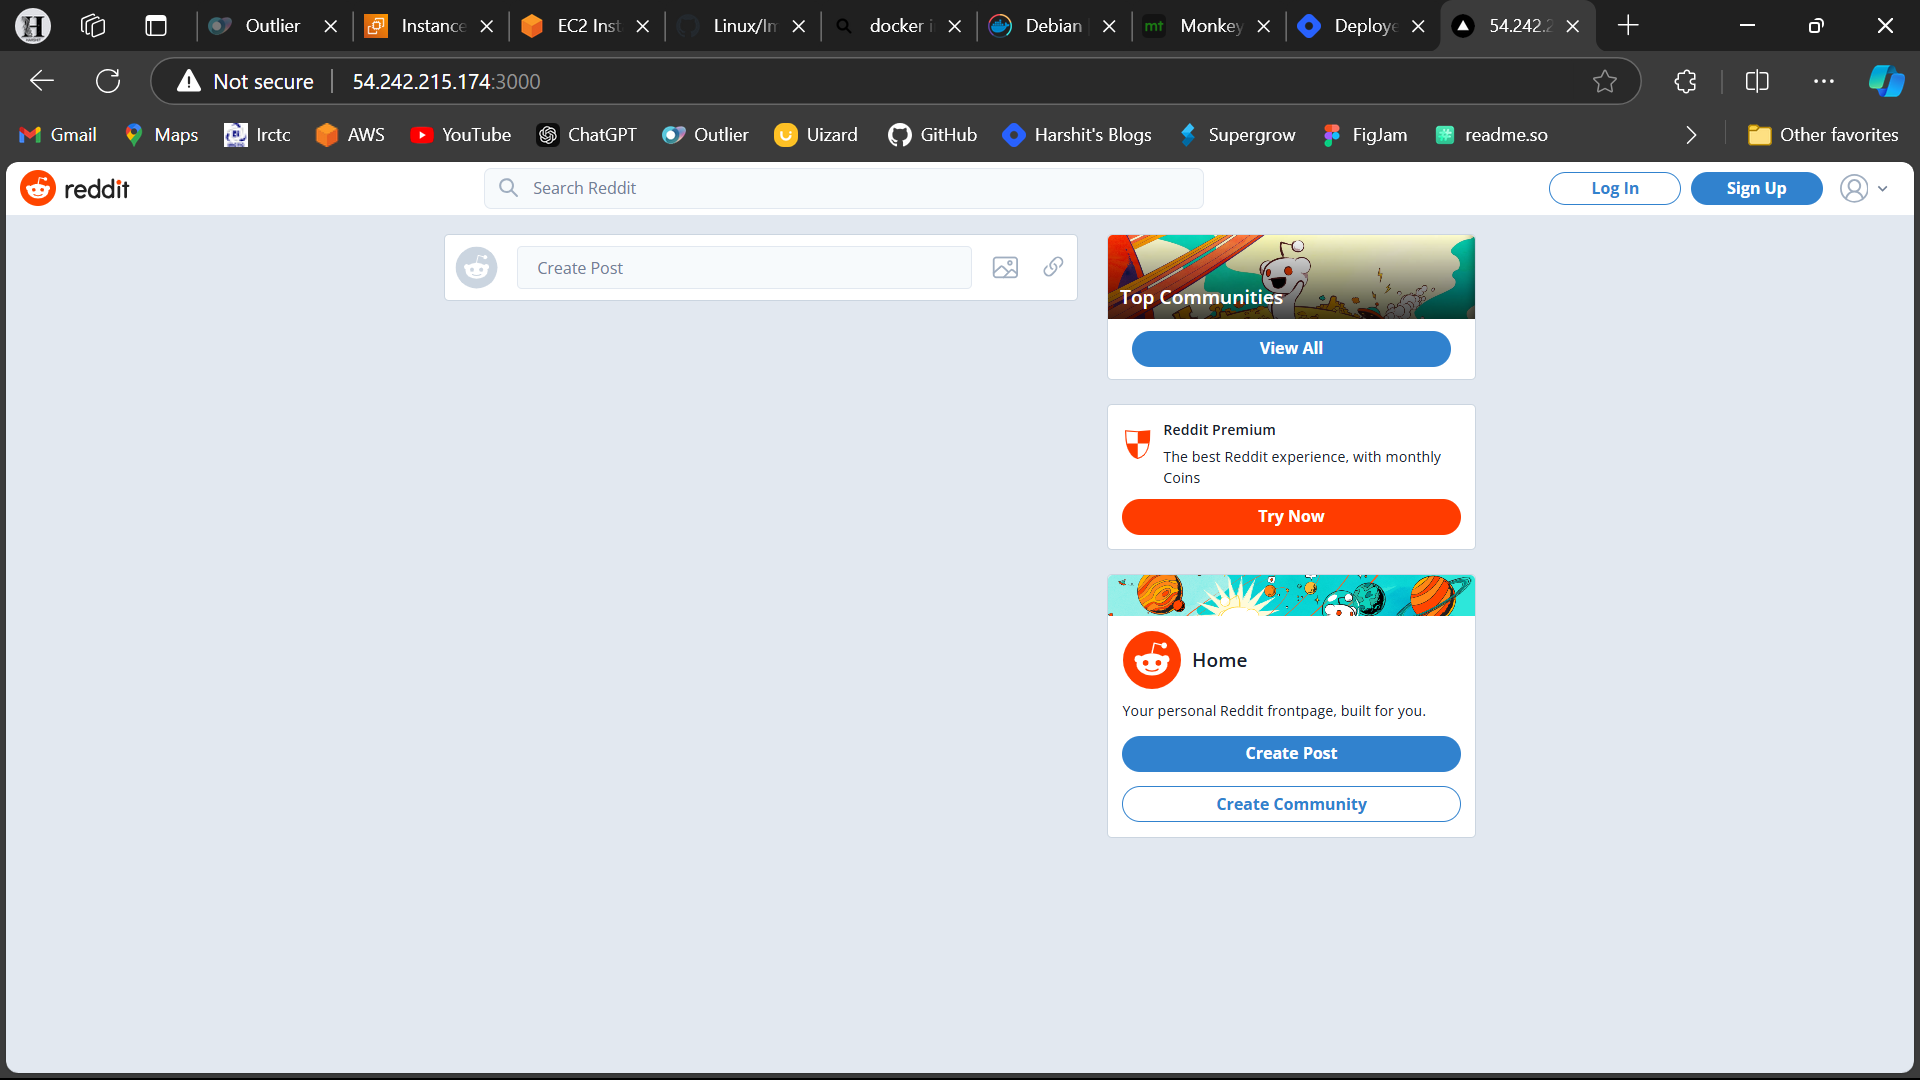 Outlier
Instance
EC2 Inst
Linux/Im
docker i
Debian
mt Monkey
Deploye
54.242.2
Not secure
54.242.215.174:3000
Gmail
Maps
Irctc
AWS
YouTube
ChatGPT
Outlier
Uizard
GitHub
Harshit's Blogs
Supergrow
FigJam
readme.so
Other favorites
reddit
Search Reddit
Log In
Sign Up
Create Post
Top Communities
View All
Reddit Premium
The best Reddit experience, with monthly
Coins
Try Now
Home
Your personal Reddit frontpage, built for you.
Create Post
Create Community